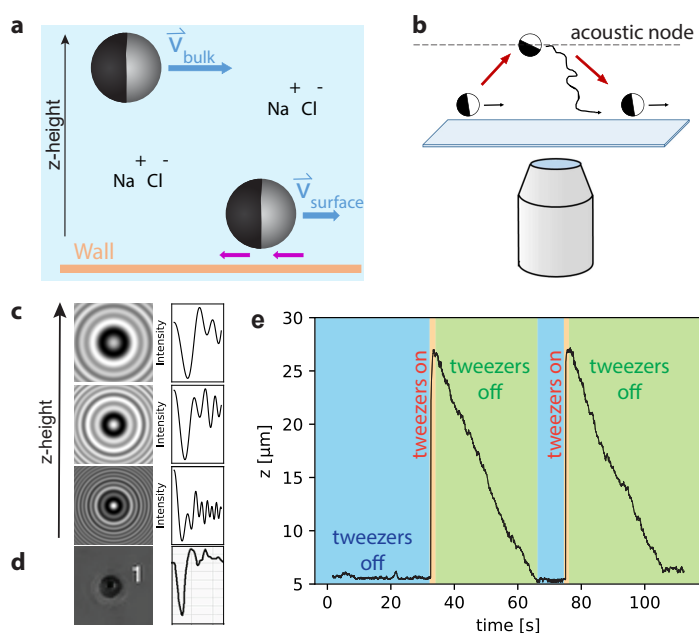 a
z-height
V bulk
+ -
Na Cl
+ -
Na Cl
V surface
Wall
b
acoustic node
c
z-height
Intensity
Intensity
Intensity
d
1
e
30
25
20
15
10
5
z [μm]
tweezers off
tweezers on
tweezers off
tweezers on
tweezers off
0 20 40 60 80 100
time [s]